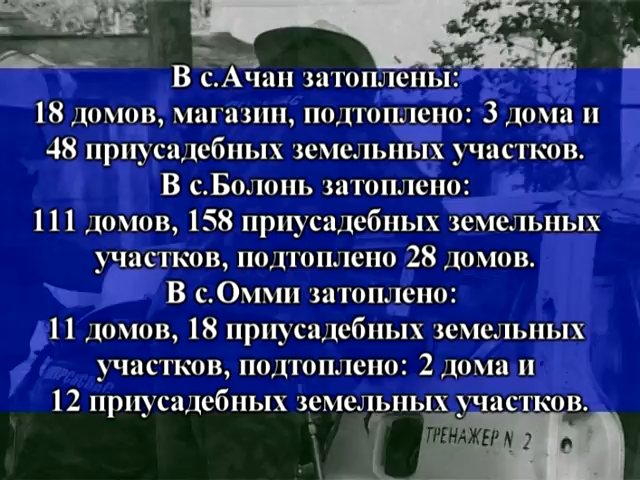 В с.Ачан затоплены:
18 домов, магазин, подтоплено: 3 дома и
48 приусадебных земельных участков.
В с.Болонь затоплено:
111 домов, 158 приусадебных земельных
участков, подтоплено 28 домов.
В с.Омми затоплено:
11 домов, 18 приусадебных земельных
участков, подтоплено: 2 дома и
12 приусадебных земельных участков.
ТРЕНАЖЕР N 2